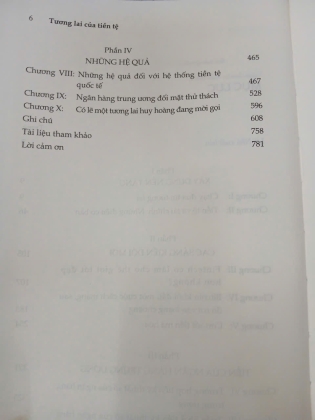 6 Tương lai của tiền tệ
Phần IV
NHỮNG HỆ QUẢ 465
Chương VIII: Những hệ quả đối với hệ thống tiền tệ
quốc tế 467
Chương IX: Ngân hàng trung ương đối mặt thử thách 528
Chương X: Có lẽ một tương lai huy hoàng đang mời gọi 596
Ghi chú 608
Tài liệu tham khảo 758
Lời cảm ơn 781